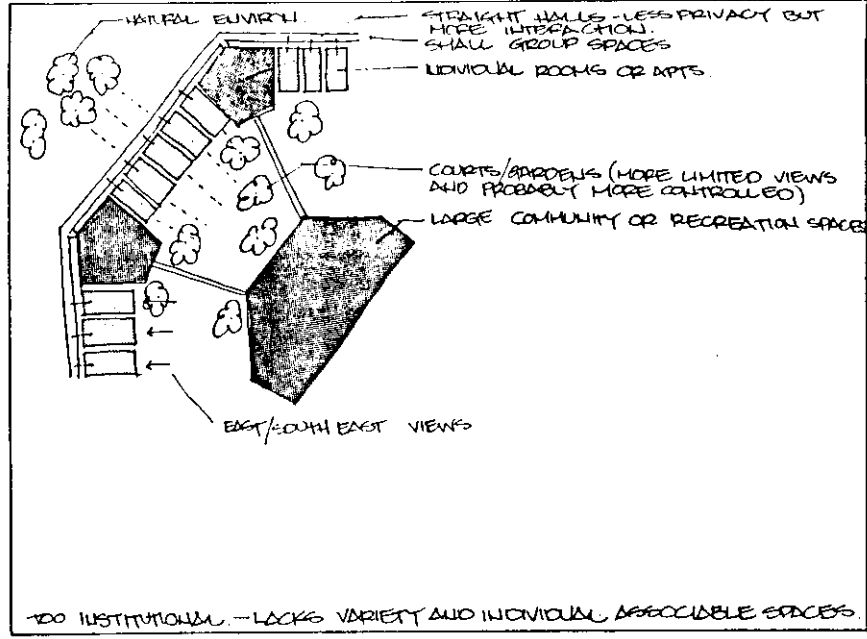 NATURAL ENVIRON.
STRAIGHT HALLS - LESS PRIVACY BUT
MORE INTERACTION.
SMALL GROUP SPACES
INDIVIDUAL ROOMS OR APTS.
COURTS/GARDENS (MORE LIMITED VIEWS
AND PROBABLY MORE CONTROLLED)
LARGE COMMUNITY OR RECREATION SPACES
EAST/SOUTH EAST VIEWS
TOO INSTITUTIONAL - LACKS VARIETY AND INDIVIDUAL ASSOCIABLE SPACES